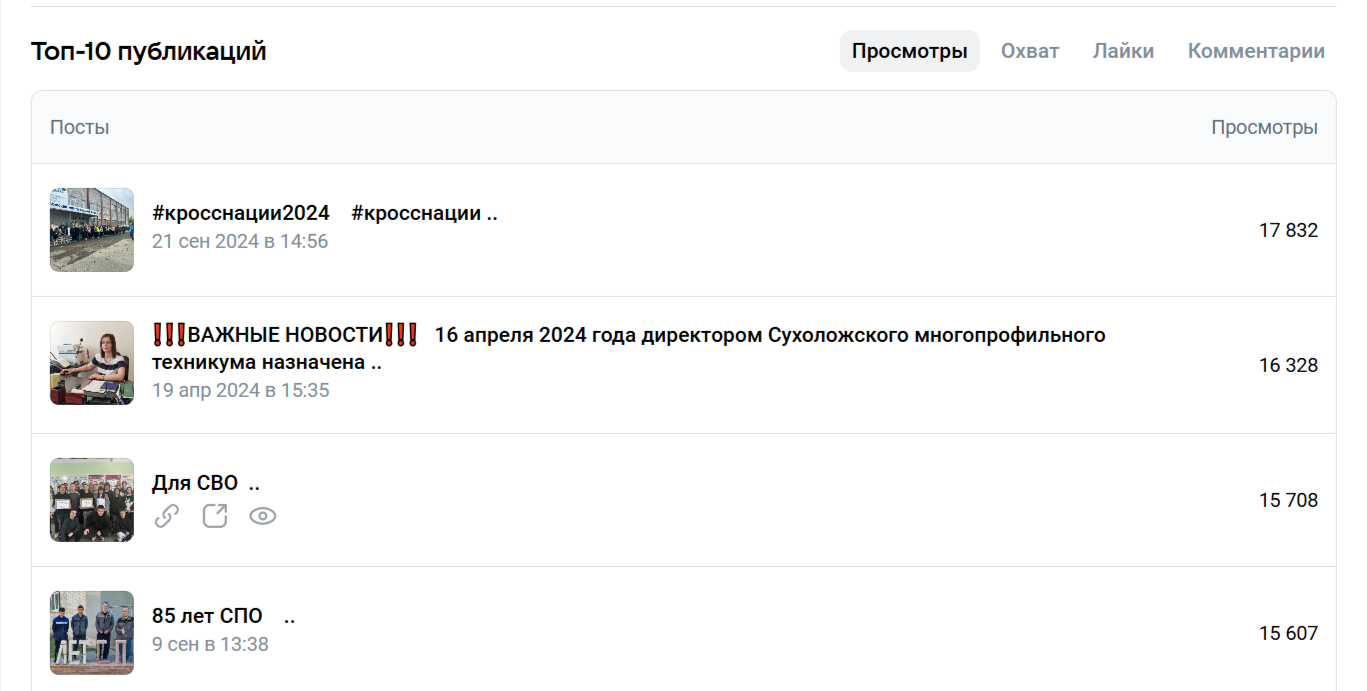 Топ-10 публикаций
Просмотры Охват Лайки Комментарии
Посты Просмотры
#кросснации2024 #кросснации ..
21 сен 2024 в 14:56
17 832
‼️❗ВАЖНЫЕ НОВОСТИ‼️❗ 16 апреля 2024 года директором Сухоложского многопрофильного
техникума назначена ..
19 апр 2024 в 15:35
16 328
Для СВО ..
15 708
85 лет СПО ..
9 сен в 13:38
15 607
ЛЕТ СП